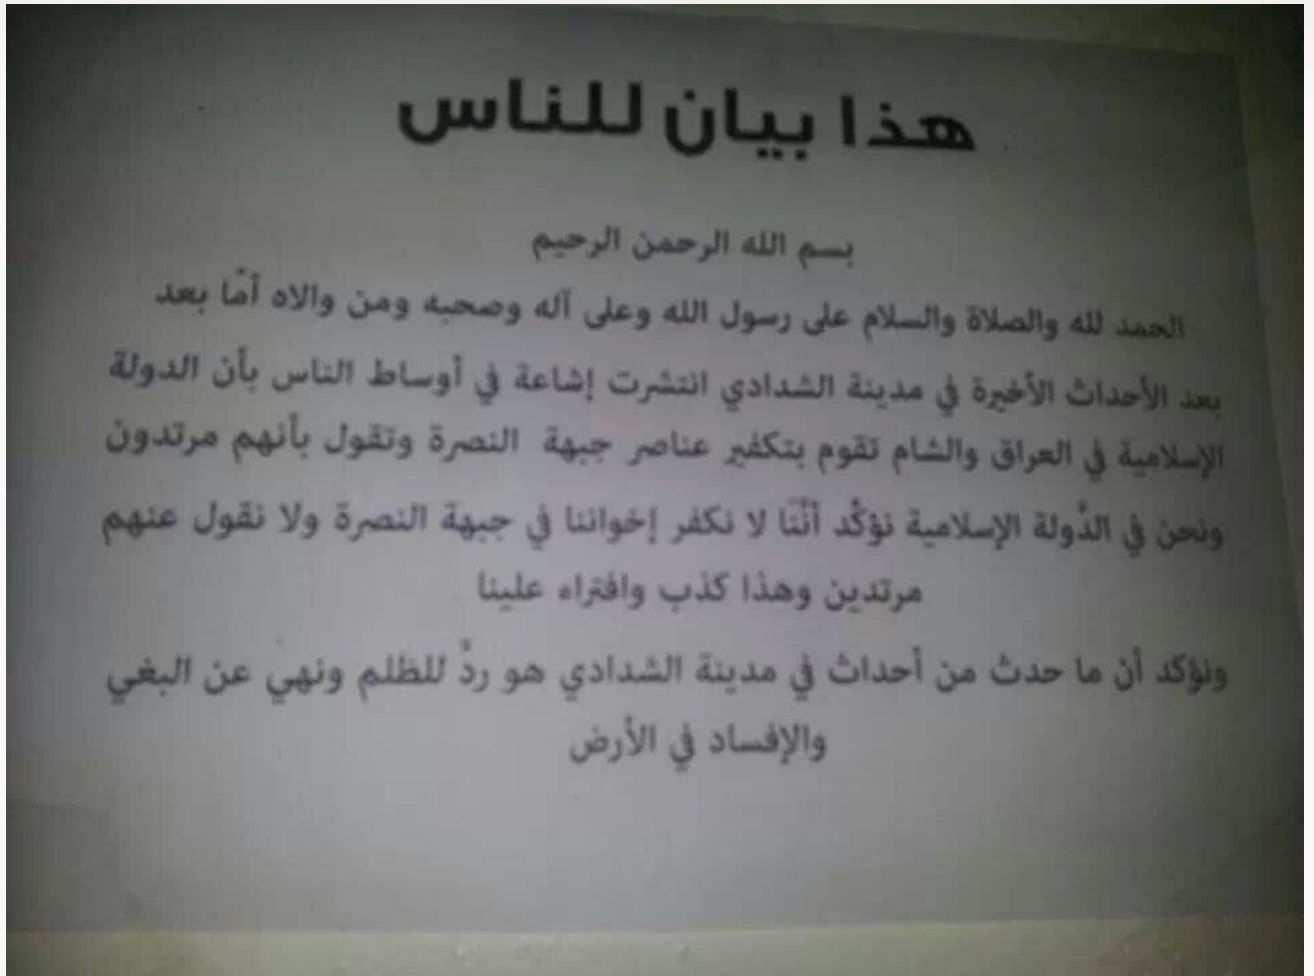 هذا بيان للناس
بسم الله الرحمن الرحيم
الحمد لله والصلاة والسلام على رسول الله وعلى آله وصحبه ومن والاه أمّا بعد
بعد الأحداث الأخيرة في مدينة الشدادي انتشرت إشاعة في أوساط الناس بأن الدولة
الإسلامية في العراق والشام تقوم بتكفير عناصر جبهة النصرة وتقول بأنهم مرتدون
ونحن في الدّولة الإسلامية نؤكّد أنّنا لا نكفر إخواننا في جبهة النصرة ولا نقول عنهم
مرتدين وهذا كذب وافتراء علينا
ونؤكد أن ما حدث من أحداث في مدينة الشدادي هو ردٌّ للظلم ونهي عن البغي
والإفساد في الأرض